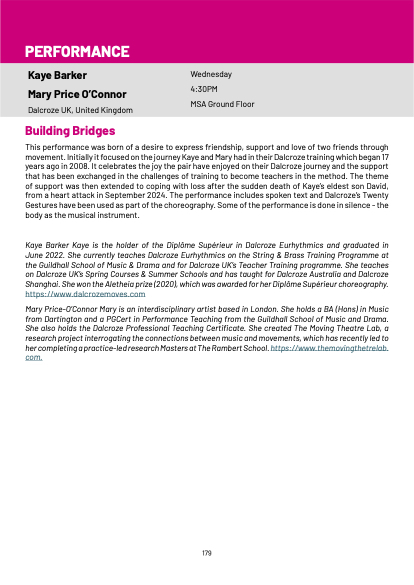 PERFORMANCE
Kaye Barker
Mary Price O'Connor
Dalcroze UK, United Kingdom
Wednesday
4:30PM
MSA Ground Floor
Building Bridges
This performance was born of a desire to express friendship, support and love of two friends through
movement. Initially it focused on the journey Kaye and Mary had in their Dalcroze training which began 17
years ago in 2008. It celebrates the joy the pair have enjoyed on their Dalcroze journey and the support
that has been exchanged in the challenges of training to become teachers in the method. The theme
of support was then extended to coping with loss after the sudden death of Kaye's eldest son David,
from a heart attack in September 2024. The performance includes spoken text and Dalcroze's Twenty
Gestures have been used as part of the choreography. Some of the performance is done in silence - the
body as the musical instrument.
Kaye Barker Kaye is the holder of the Diplôme Supérieur in Dalcroze Eurhythmics and graduated in
June 2022. She currently teaches Dalcroze Eurhythmics on the String & Brass Training Programme at
the Guildhall School of Music & Drama and for Dalcroze UK's Teacher Training programme. She teaches
on Dalcroze UK's Spring Courses & Summer Schools and has taught for Dalcroze Australia and Dalcroze
Shanghai. She won the Aletheia prize (2020), which was awarded for her Diplôme Supérieur choreography.
https://www.dalcrozemoves.com
Mary Price-O'Connor Mary is an interdisciplinary artist based in London. She holds a BA (Hons) in Music
from Dartington and a PGCert in Performance Teaching from the Guildhall School of Music and Drama.
She also holds the Dalcroze Professional Teaching Certificate. She created The Moving Theatre Lab, a
research project interrogating the connections between music and movements, which has recently led to
her completing a practice-led research Masters at The Rambert School. https://www.themovingthetrelab.
com.
179